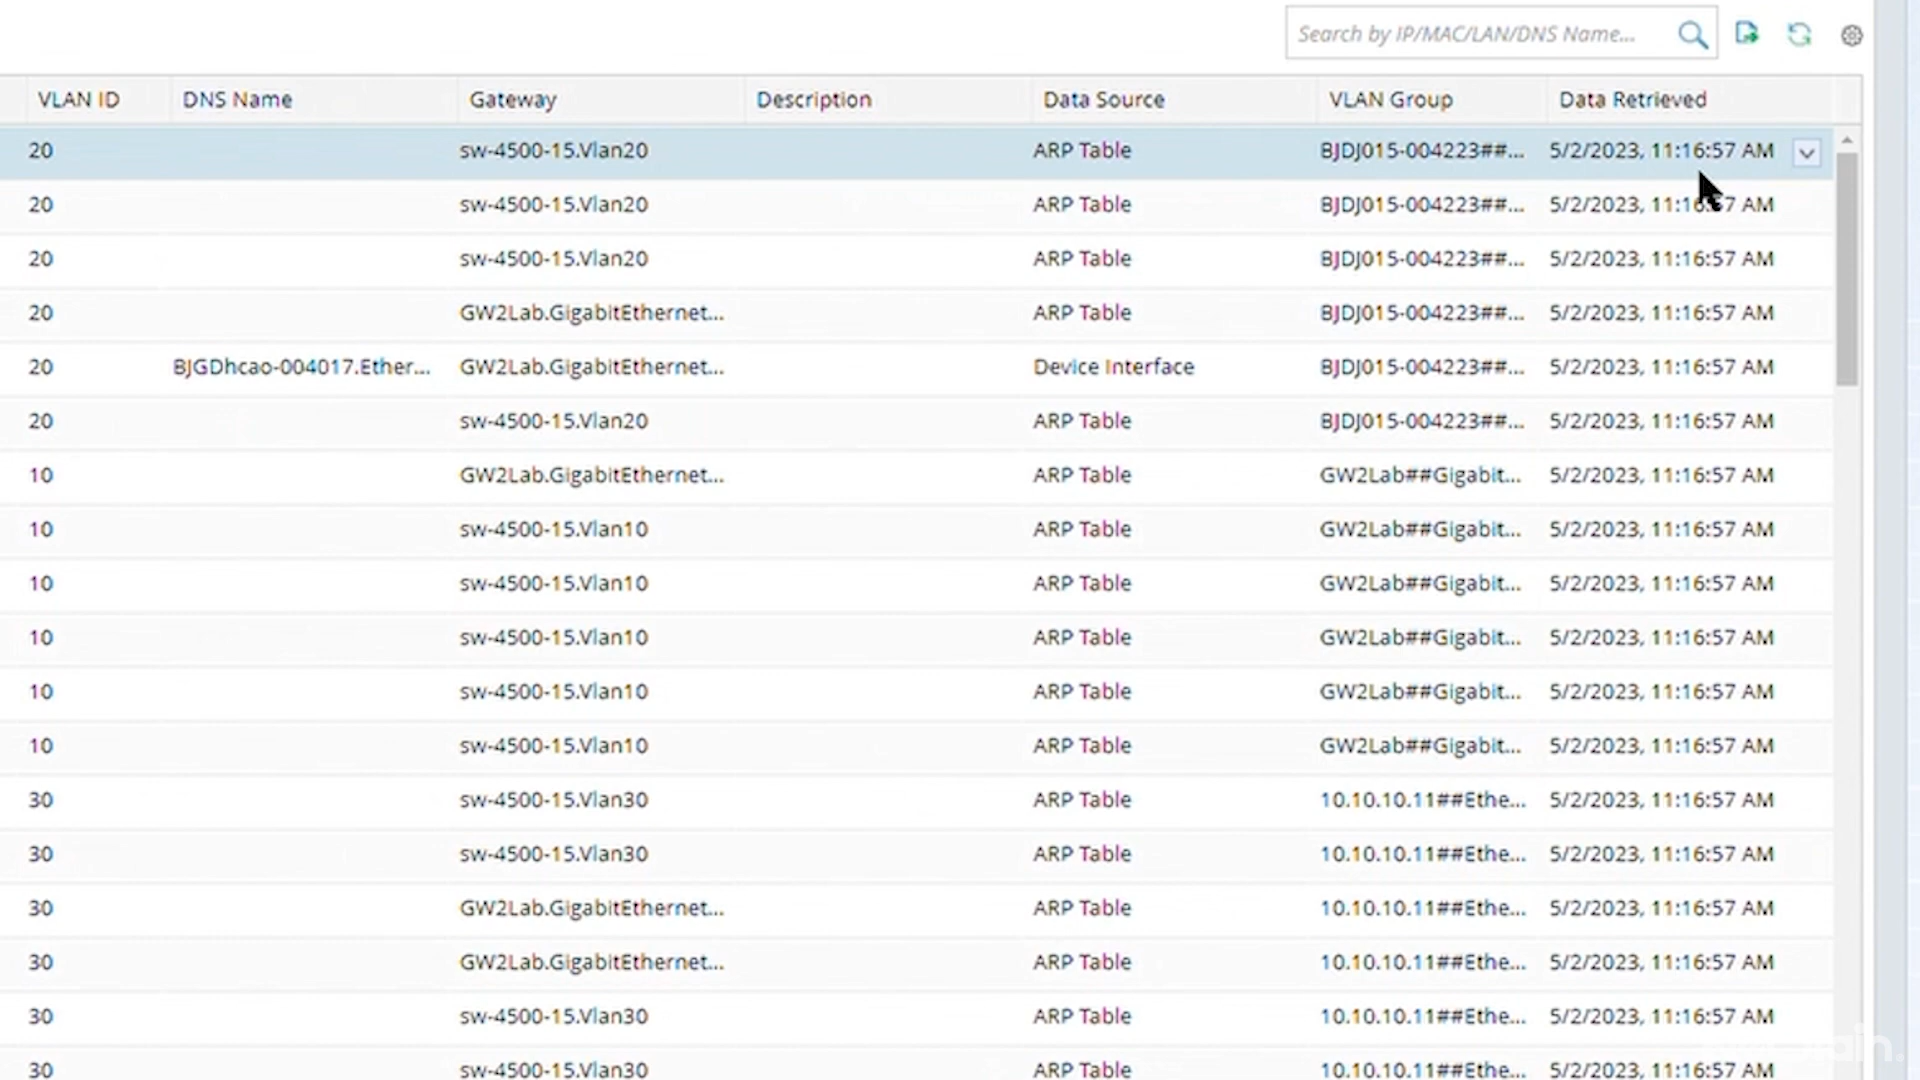 Search by IP/MAC/LAN/DNS Name...
VLAN ID DNS Name Gateway Description Data Source VLAN Group Data Retrieved
20 sw-4500-15.Vlan20 ARP Table BJDJ015-004223##... 5/2/2023, 11:16:57 AM
20 sw-4500-15.Vlan20 ARP Table BJDJ015-004223##... 5/2/2023, 11:16:57 AM
20 sw-4500-15.Vlan20 ARP Table BJDJ015-004223##... 5/2/2023, 11:16:57 AM
20 GW2Lab.GigabitEthernet... ARP Table BJDJ015-004223##... 5/2/2023, 11:16:57 AM
20 BJGDhcao-004017.Ether... GW2Lab.GigabitEthernet... Device Interface BJDJ015-004223##... 5/2/2023, 11:16:57 AM
20 sw-4500-15.Vlan20 ARP Table BJDJ015-004223##... 5/2/2023, 11:16:57 AM
10 GW2Lab.GigabitEthernet... ARP Table GW2Lab##Gigabit... 5/2/2023, 11:16:57 AM
10 sw-4500-15.Vlan10 ARP Table GW2Lab##Gigabit... 5/2/2023, 11:16:57 AM
10 sw-4500-15.Vlan10 ARP Table GW2Lab##Gigabit... 5/2/2023, 11:16:57 AM
10 sw-4500-15.Vlan10 ARP Table GW2Lab##Gigabit... 5/2/2023, 11:16:57 AM
10 sw-4500-15.Vlan10 ARP Table GW2Lab##Gigabit... 5/2/2023, 11:16:57 AM
10 sw-4500-15.Vlan10 ARP Table GW2Lab##Gigabit... 5/2/2023, 11:16:57 AM
30 sw-4500-15.Vlan30 ARP Table 10.10.10.11##Ethe... 5/2/2023, 11:16:57 AM
30 sw-4500-15.Vlan30 ARP Table 10.10.10.11##Ethe... 5/2/2023, 11:16:57 AM
30 GW2Lab.GigabitEthernet... ARP Table 10.10.10.11##Ethe... 5/2/2023, 11:16:57 AM
30 GW2Lab.GigabitEthernet... ARP Table 10.10.10.11##Ethe... 5/2/2023, 11:16:57 AM
30 sw-4500-15.Vlan30 ARP Table 10.10.10.11##Ethe... 5/2/2023, 11:16:57 AM
30 sw-4500-15.Vlan30 ARP Table 10.10.10.11##Ethe... 5/2/2023, 11:16:57 AM